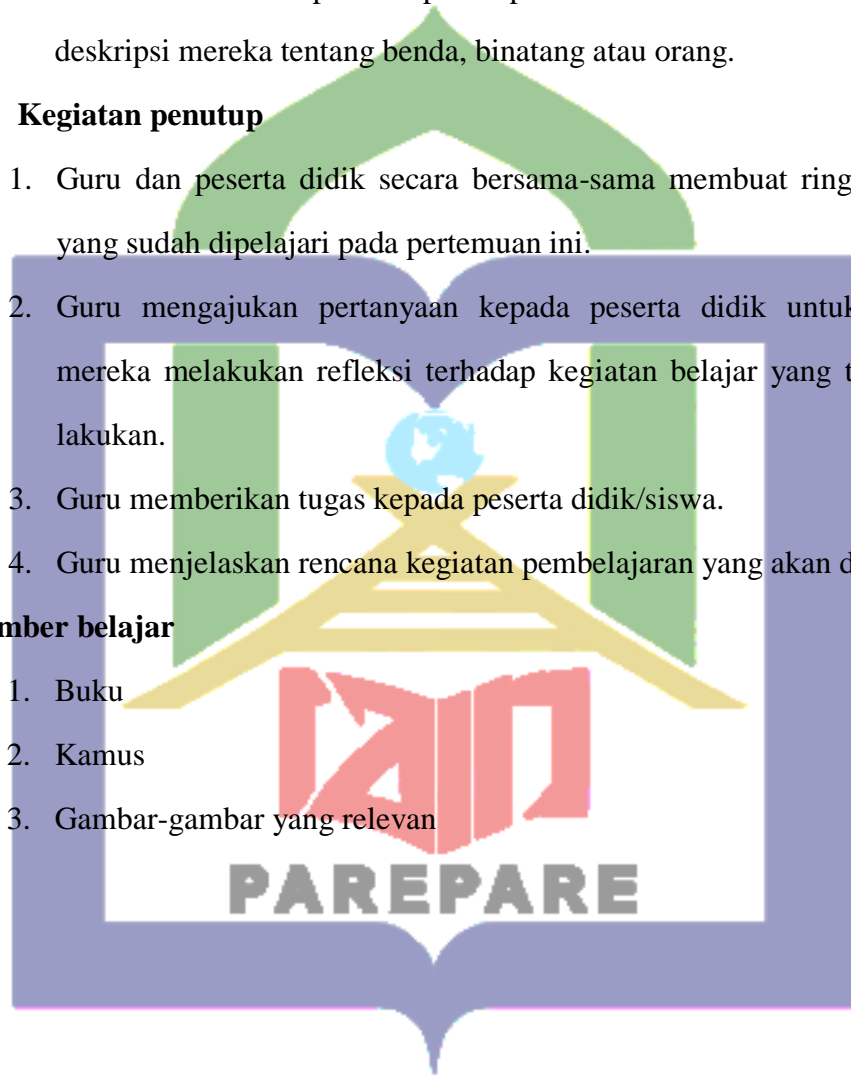 deskripsi mereka tentang benda, binatang atau orang.
Kegiatan penutup
1. Guru dan peserta didik secara bersama-sama membuat ring
yang sudah dipelajari pada pertemuan ini.
2. Guru mengajukan pertanyaan kepada peserta didik untuk
mereka melakukan refleksi terhadap kegiatan belajar yang t
lakukan.
3. Guru memberikan tugas kepada peserta didik/siswa.
4. Guru menjelaskan rencana kegiatan pembelajaran yang akan d
mber belajar
1. Buku
2. Kamus
3. Gambar-gambar yang relevan
PAREPARE